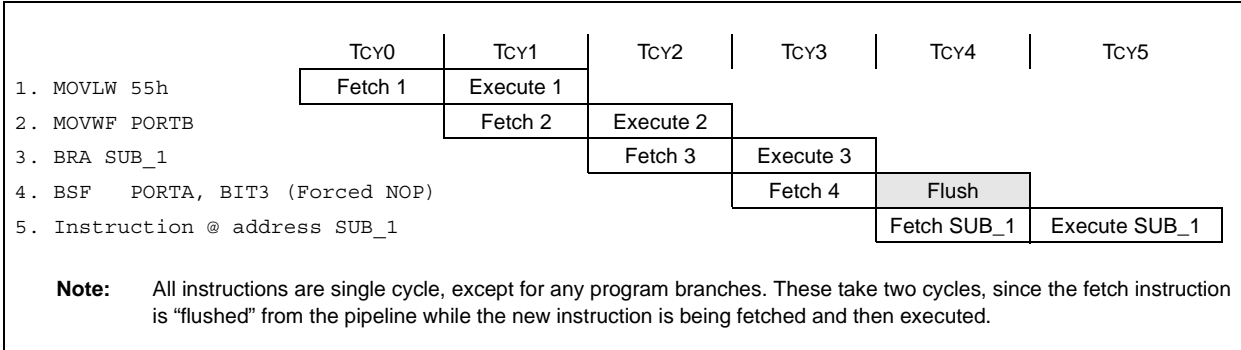 TCY0 TCY1 TCY2 TCY3 TCY4 TCY5
1. MOVLW 55h Fetch 1 Execute 1
2. MOVWF PORTB Fetch 2 Execute 2
3. BRA SUB_1 Fetch 3 Execute 3
4. BSF PORTA, BIT3 (Forced NOP) Fetch 4 Flush
5. Instruction @ address SUB_1 Fetch SUB_1 Execute SUB_1
Note: All instructions are single cycle, except for any program branches. These take two cycles, since the fetch instruction
is “flushed” from the pipeline while the new instruction is being fetched and then executed.